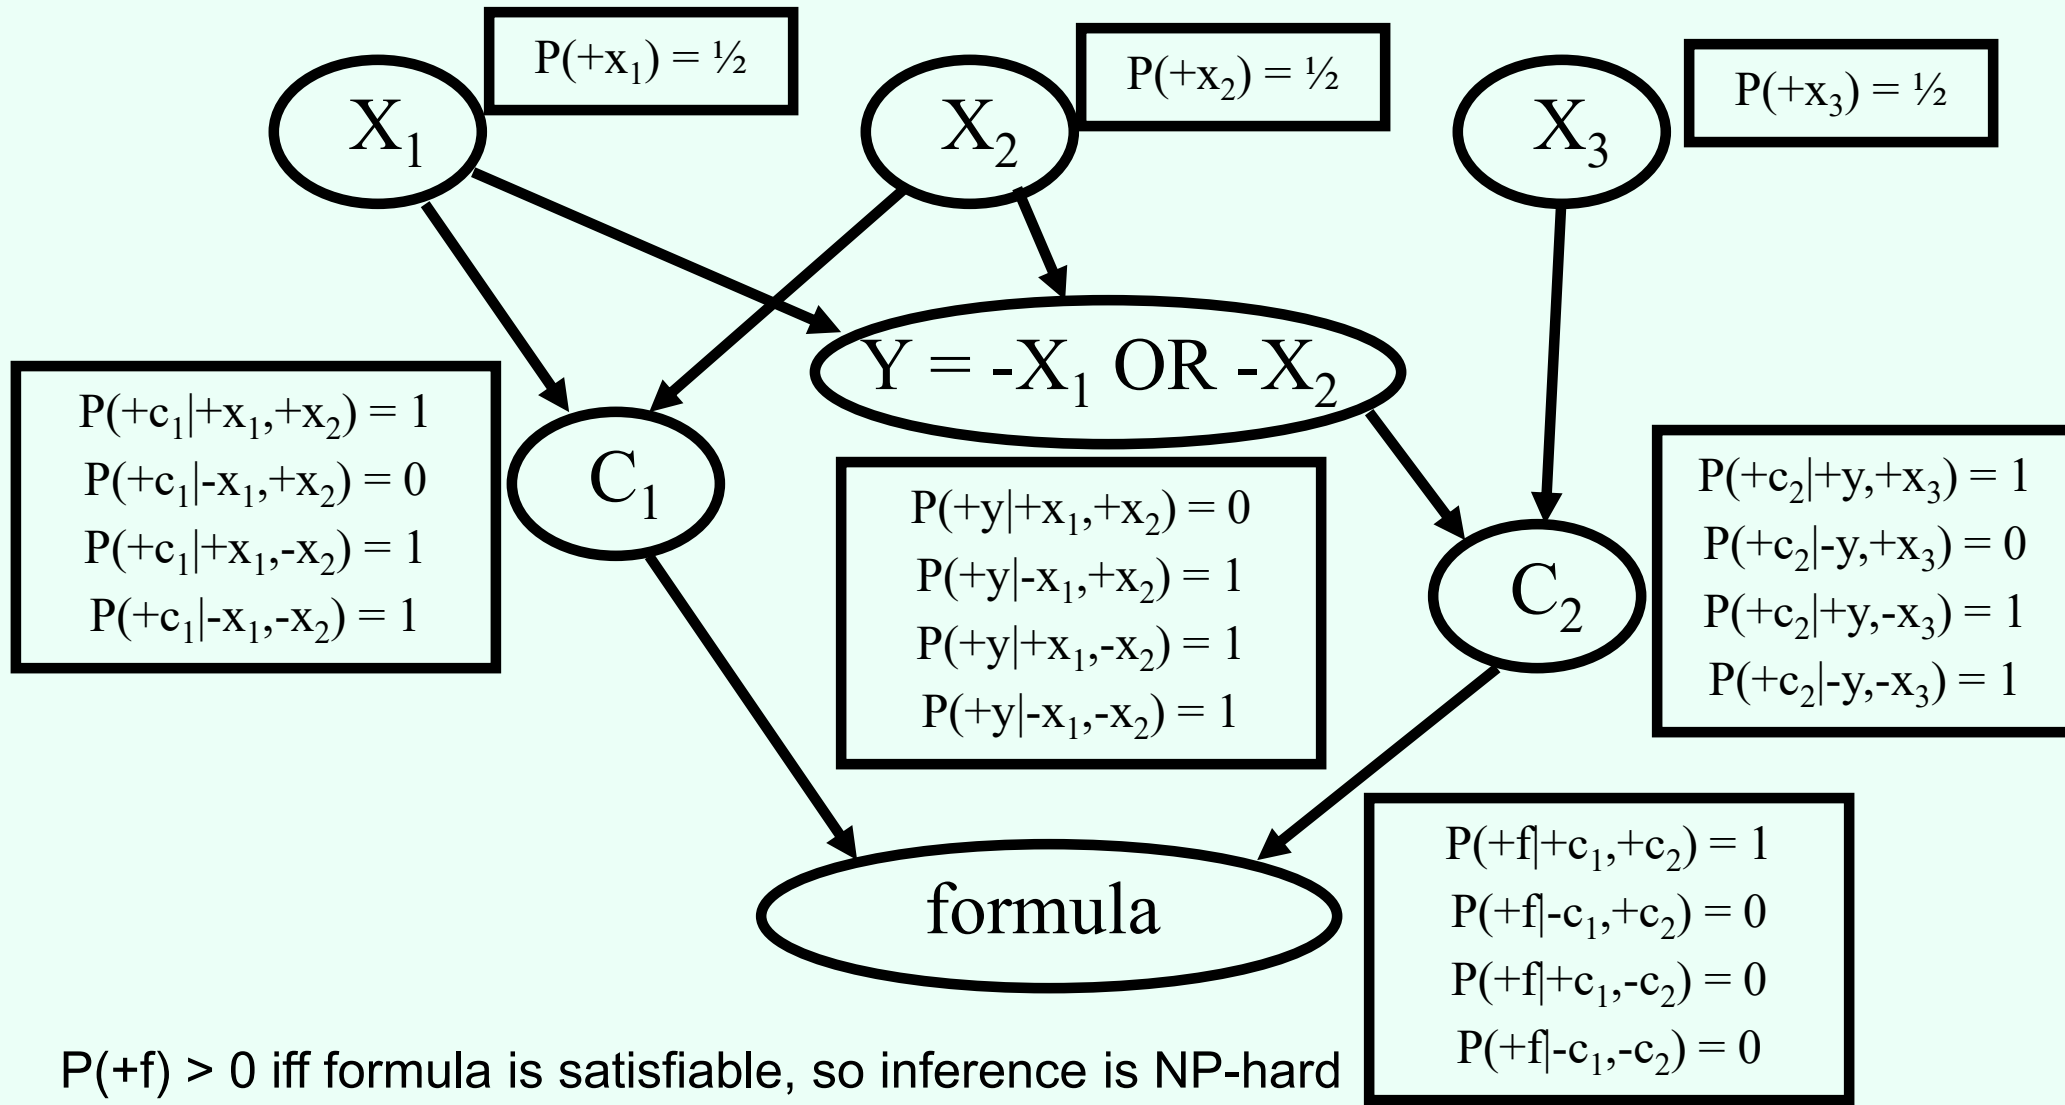 X₁
P(+x₁) = ½
X₂
P(+x₂) = ½
X₃
P(+x₃) = ½
Y = -X₁ OR -X₂
P(+c₁|+x₁,+x₂) = 1
P(+c₁|-x₁,+x₂) = 0
P(+c₁|+x₁,-x₂) = 1
P(+c₁|-x₁,-x₂) = 1
C₁
P(+y|+x₁,+x₂) = 0
P(+y|-x₁,+x₂) = 1
P(+y|+x₁,-x₂) = 1
P(+y|-x₁,-x₂) = 1
C₂
P(+c₂|+y,+x₃) = 1
P(+c₂|-y,+x₃) = 0
P(+c₂|+y,-x₃) = 1
P(+c₂|-y,-x₃) = 1
formula
P(+f|+c₁,+c₂) = 1
P(+f|-c₁,+c₂) = 0
P(+f|+c₁,-c₂) = 0
P(+f|-c₁,-c₂) = 0
P(+f) > 0 iff formula is satisfiable, so inference is NP-hard